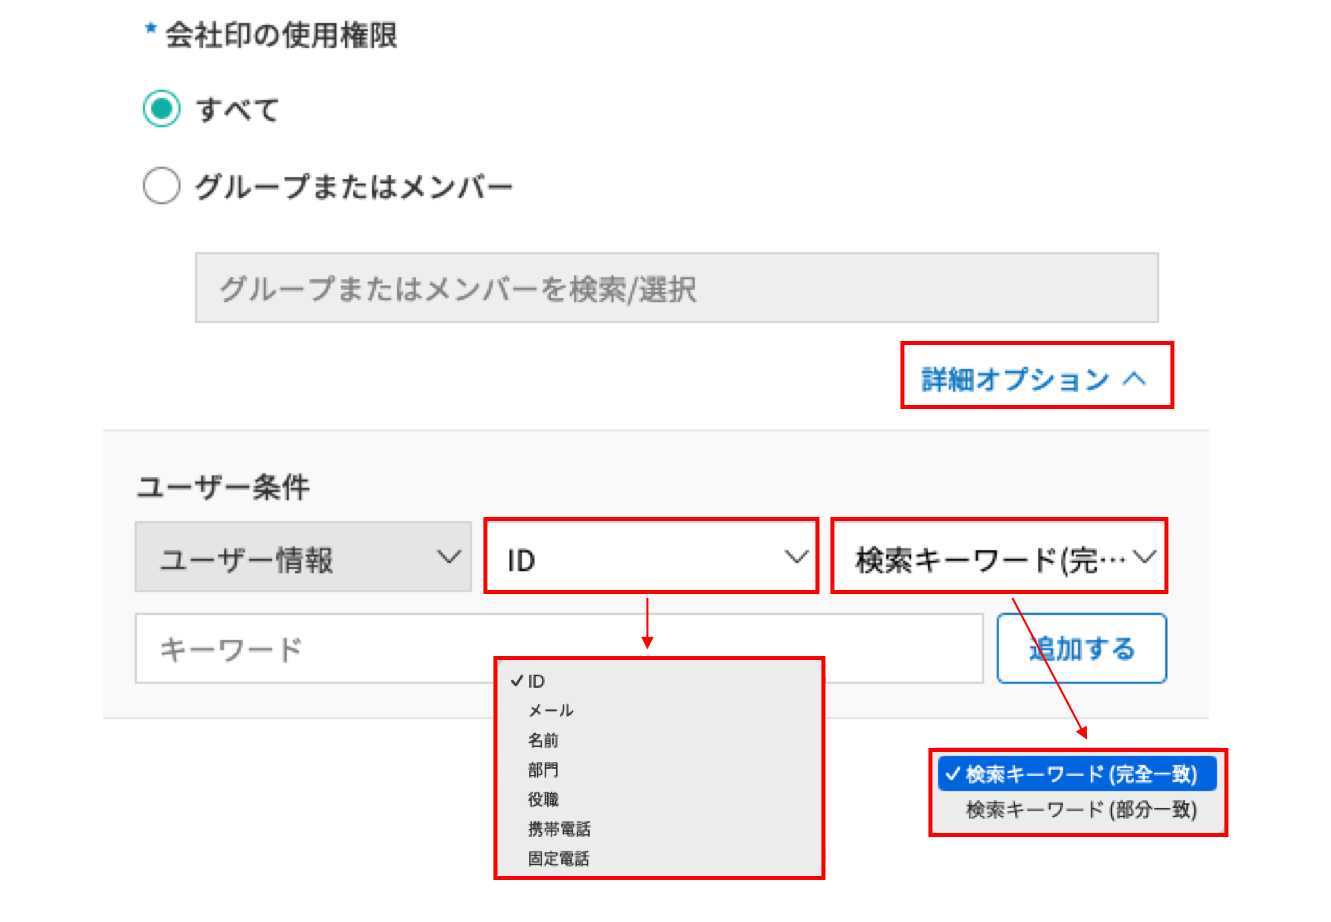 * 会社印の使用権限
すべて
グループまたはメンバー
グループまたはメンバーを検索/選択
詳細オプション
ユーザー条件
ユーザー情報
ID
検索キーワード(完…
キーワード
追加する
✓ ID
メール
名前
部門
役職
携帯電話
固定電話
✓ 検索キーワード (完全一致)
検索キーワード (部分一致)